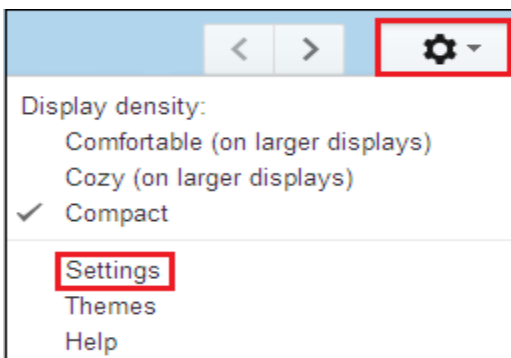 Display density:
Comfortable (on larger displays)
Cozy (on larger displays)
Compact
Settings
Themes
Help